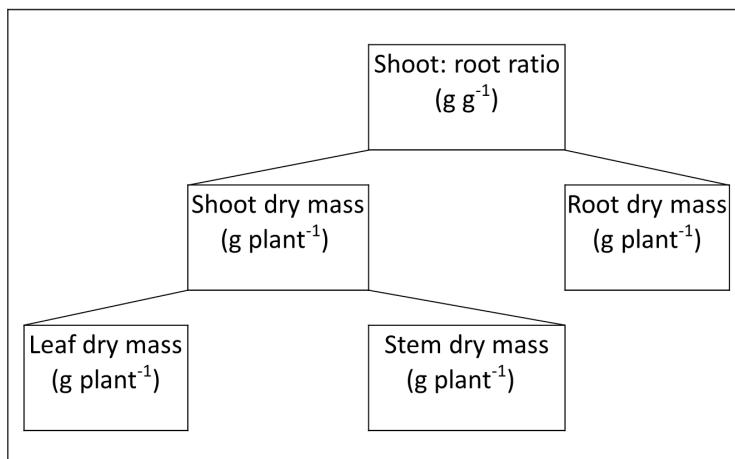 Shoot: root ratio
(g g⁻¹)
Shoot dry mass
(g plant⁻¹)
Root dry mass
(g plant⁻¹)
Leaf dry mass
(g plant⁻¹)
Stem dry mass
(g plant⁻¹)